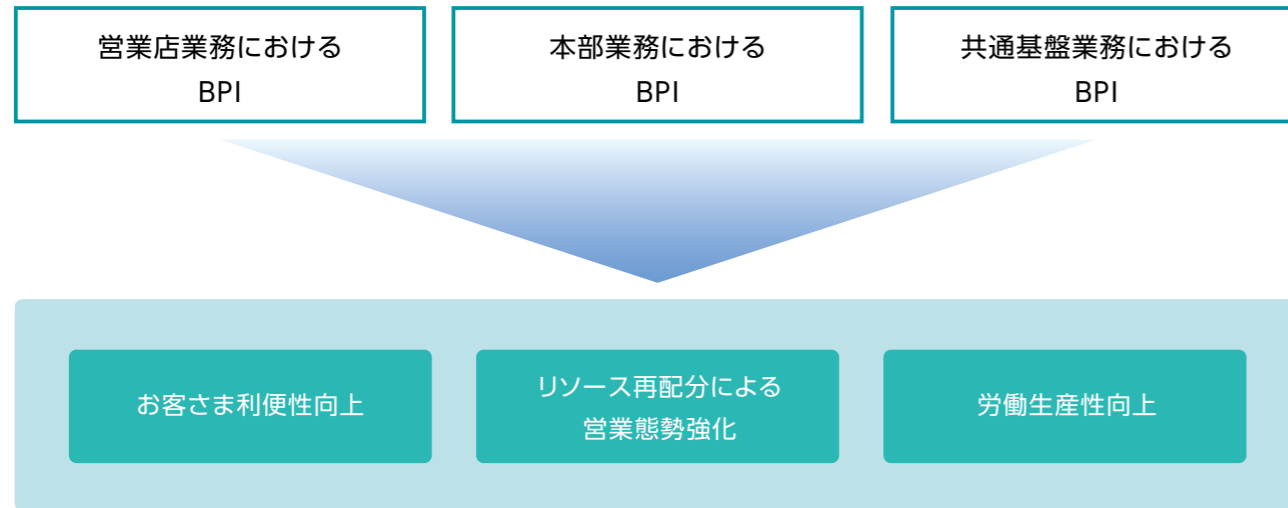 営業店業務における
BPI
本部業務における
BPI
共通基盤業務における
BPI
お客さま利便性向上
リソース再配分による
営業態勢強化
労働生産性向上